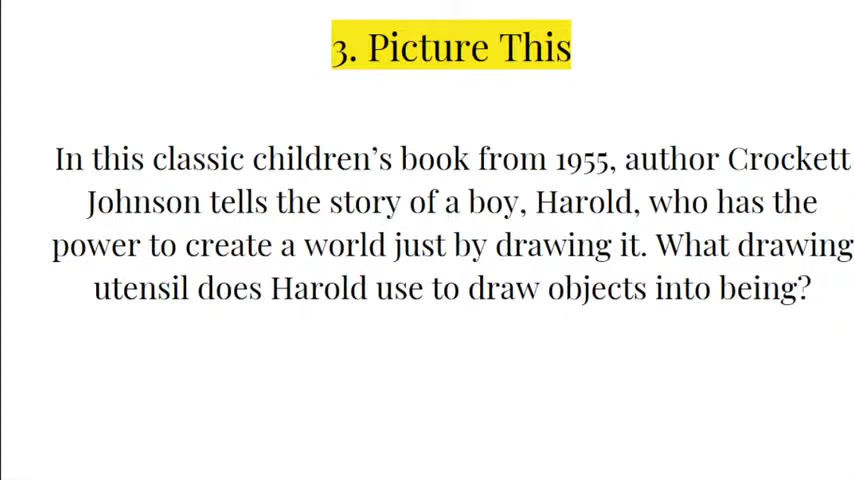 3. Picture This
In this classic children’s book from 1955, author Crockett
Johnson tells the story of a boy, Harold, who has the
power to create a world just by drawing it. What drawing
utensil does Harold use to draw objects into being?